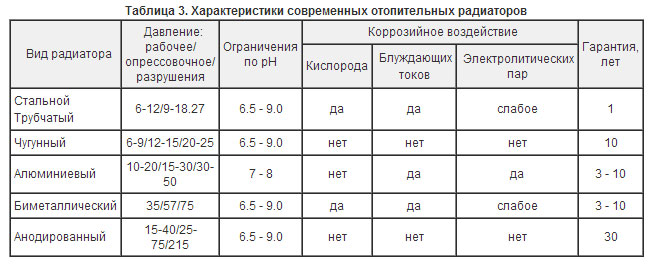 Таблица 3. Характеристики современных отопительных радиаторов
Вид радиатора
Давление:
рабочее/
опрессовочное/
разрушения
Ограничения
по pH
Коррозийное воздействие
Гарантия,
лет
Кислорода
Блуждающих
токов
Электролитических
пар
Стальной
Трубчатый
6-12/9-18.27
6.5 - 9.0
да
да
слабое
1
Чугунный
6-9/12-15/20-25
6.5 - 9.0
нет
нет
нет
10
Алюминиевый
10-20/15-30/30-
50
7 - 8
нет
да
да
3 - 10
Биметаллический
35/57/75
6.5 - 9.0
да
да
слабое
3 - 10
Анодированный
15-40/25-
75/215
6.5 - 9.0
нет
нет
нет
30